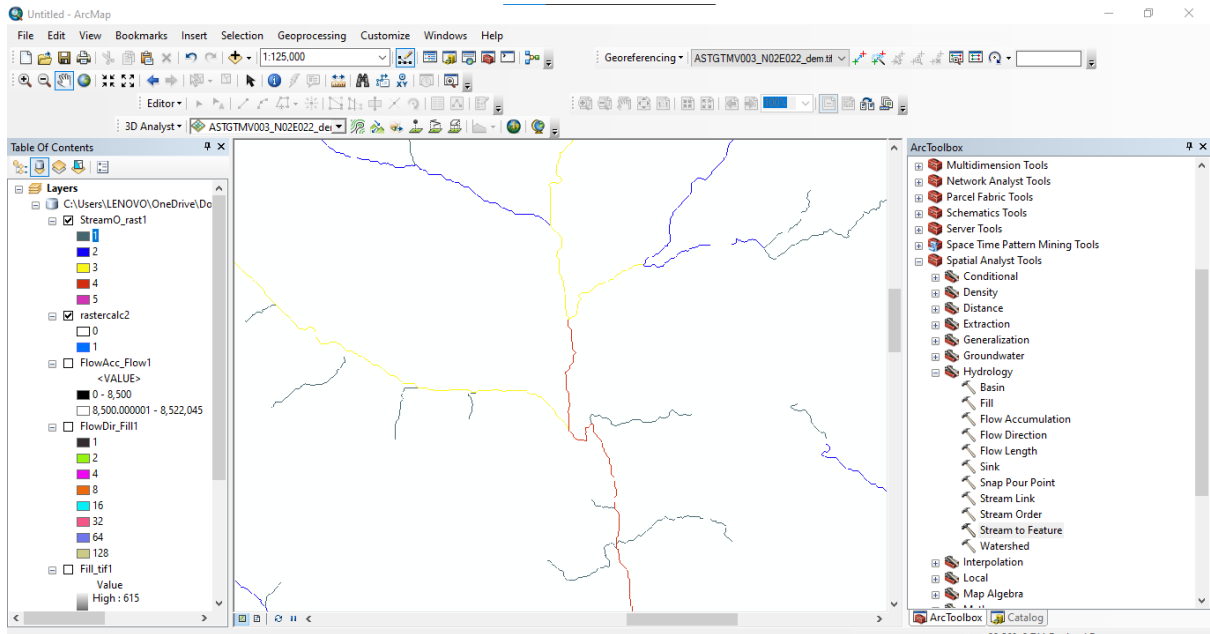 Untitled - ArcMap
File Edit View Bookmarks Insert Selection Geoprocessing Customize Windows Help
1:125,000
Georeferencing ASTGTMV003_N02E022_dem.tif
Editor
3D Analyst ASTGTMV003_N02E022_der
Table Of Contents
Layers
C:\Users\LENOVO\OneDrive\Do
StreamO_rast1
1
2
3
4
5
rastercalc2
0
1
FlowAcc_Flow1
<VALUE>
0 - 8,500
8,500.000001 - 8,522,045
FlowDir_Fill1
1
2
4
8
16
32
64
128
Fill_tif1
Value
High : 615
ArcToolbox
Multidimension Tools
Network Analyst Tools
Parcel Fabric Tools
Schematics Tools
Server Tools
Space Time Pattern Mining Tools
Spatial Analyst Tools
Conditional
Density
Distance
Extraction
Generalization
Groundwater
Hydrology
Basin
Fill
Flow Accumulation
Flow Direction
Flow Length
Sink
Snap Pour Point
Stream Link
Stream Order
Stream to Feature
Watershed
Interpolation
Local
Map Algebra
ArcToolbox Catalog